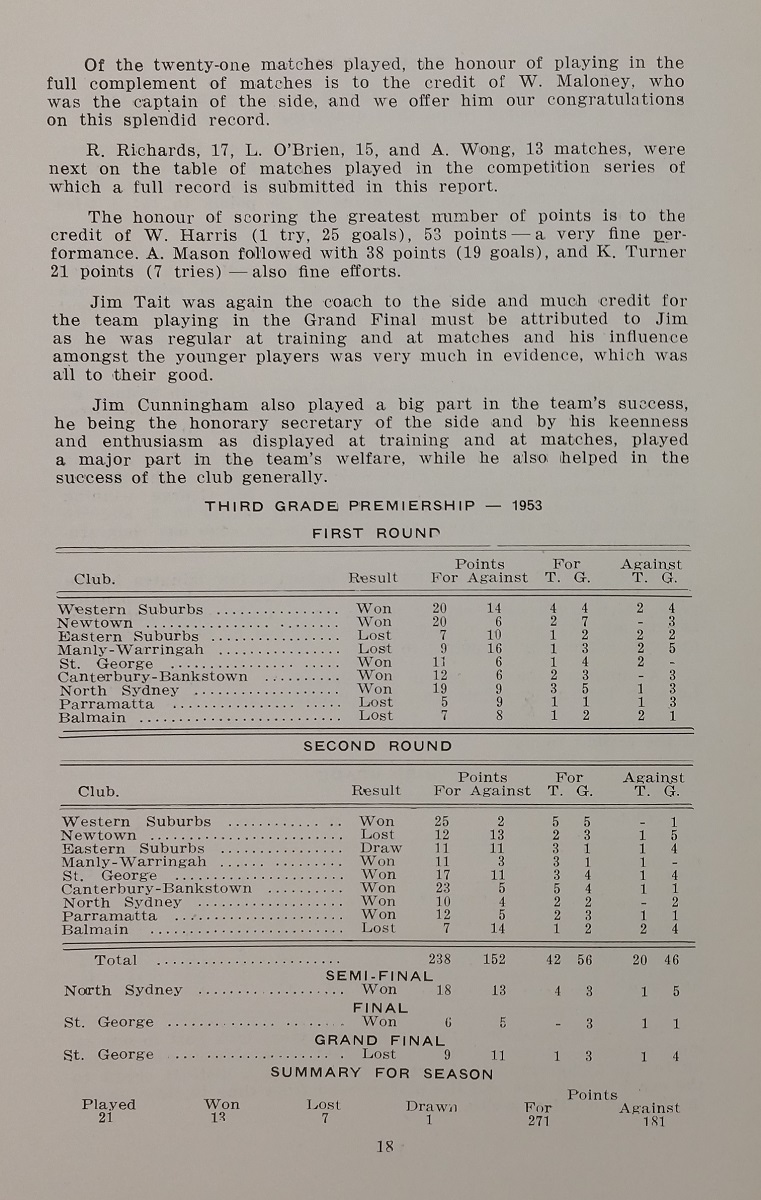 Of the twenty-one matches played, the honour of playing in the
full complement of matches is to the credit of W. Maloney, who
was the captain of the side, and we offer him our congratulations
on this splendid record.
R. Richards, 17, L. O'Brien, 15, and A. Wong, 13 matches, were
next on the table of matches played in the competition series of
which a full record is submitted in this report.
The honour of scoring the greatest number of points is to the
credit of W. Harris (1 try, 25 goals), 53 points — a very fine per-
formance. A. Mason followed with 38 points (19 goals), and K. Turner
21 points (7 tries) — also fine efforts.
Jim Tait was again the coach to the side and much credit for
the team playing in the Grand Final must be attributed to Jim
as he was regular at training and at matches and his influence
amongst the younger players was very much in evidence, which was
all to their good.
Jim Cunningham also played a big part in the team's success,
he being the honorary secretary of the side and by his keenness
and enthusiasm as displayed at training and at matches, played
a major part in the team's welfare, while he also helped in the
success of the club generally.
THIRD GRADE PREMIERSHIP — 1953
FIRST ROUND
Points For Against
Club. Result For Against T. G. T. G.
Western Suburbs ................ Won 20 14 4 4 2 4
Newtown ................ ........ Won 20 6 2 7 - 3
Eastern Suburbs ................. Lost 7 10 1 2 2 2
Manly-Warringah ................ Lost 9 16 1 3 2 5
St. George ................ ..... Won 11 6 1 4 2 -
Canterbury-Bankstown .......... Won 12 6 2 3 - 3
North Sydney ................... Won 19 9 3 5 1 3
Parramatta ................ ..... Lost 5 9 1 1 1 3
Balmain .......................... Lost 7 8 1 2 2 1
SECOND ROUND
Points For Against
Club. Result For Against T. G. T. G.
Western Suburbs ............ .. Won 25 2 5 5 - 1
Newtown ......................... Lost 12 13 2 3 1 5
Eastern Suburbs .................. Draw 11 11 3 1 1 4
Manly-Warringah ...... ......... Won 11 3 3 1 1 -
St. George ........................ Won 17 11 3 4 1 4
Canterbury-Bankstown .......... Won 23 5 5 4 1 1
North Sydney ..................... Won 10 4 2 2 - 2
Parramatta ...................... Won 12 5 2 3 1 1
Balmain ......................... Lost 7 14 1 2 2 4
Total ........................ 238 152 42 56 20 46
SEMI-FINAL
North Sydney ................... Won 18 13 4 3 1 5
FINAL
St. George ............... ....... Won 6 5 - 3 1 1
GRAND FINAL
St. George ... ................. . Lost 9 11 1 3 1 4
SUMMARY FOR SEASON
Points
Played Won Lost Drawn For Against
21 13 7 1 271 181
18